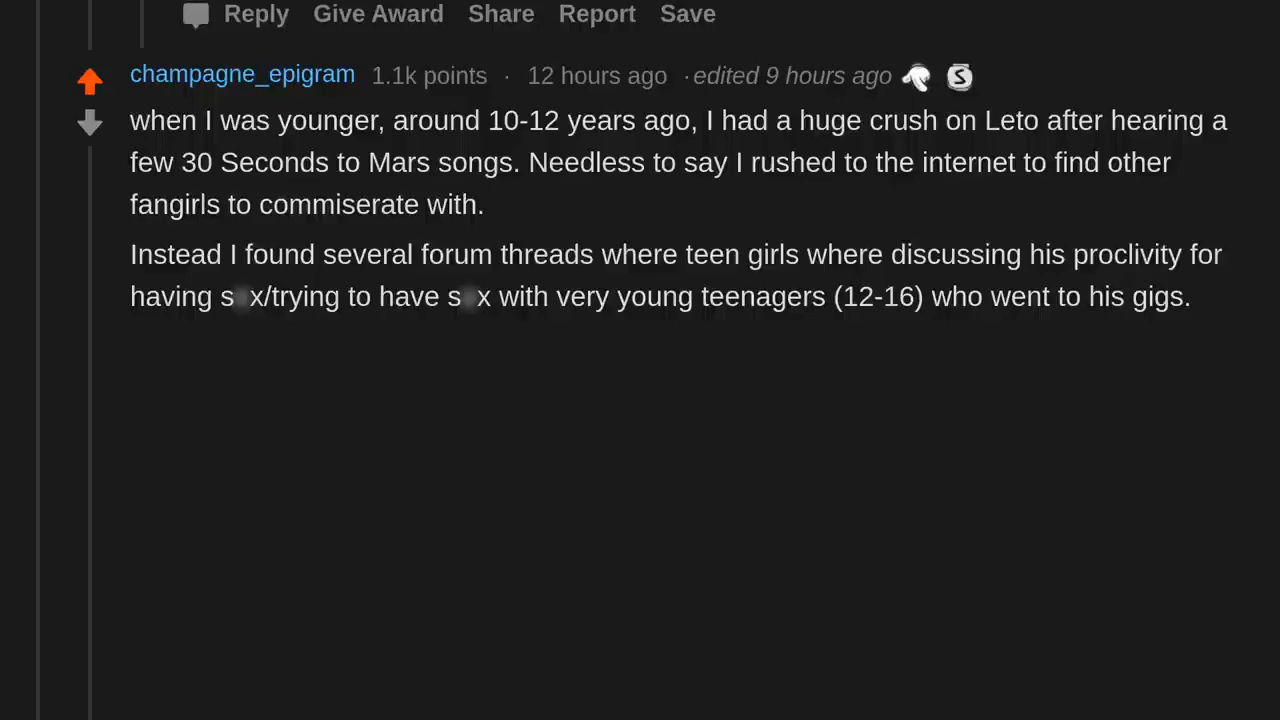 Reply Give Award Share Report Save
champagne_epigram 1.1k points · 12 hours ago · edited 9 hours ago S
when I was younger, around 10-12 years ago, I had a huge crush on Leto after hearing a
few 30 Seconds to Mars songs. Needless to say I rushed to the internet to find other
fangirls to commiserate with.
Instead I found several forum threads where teen girls where discussing his proclivity for
having s x/trying to have s x with very young teenagers (12-16) who went to his gigs.